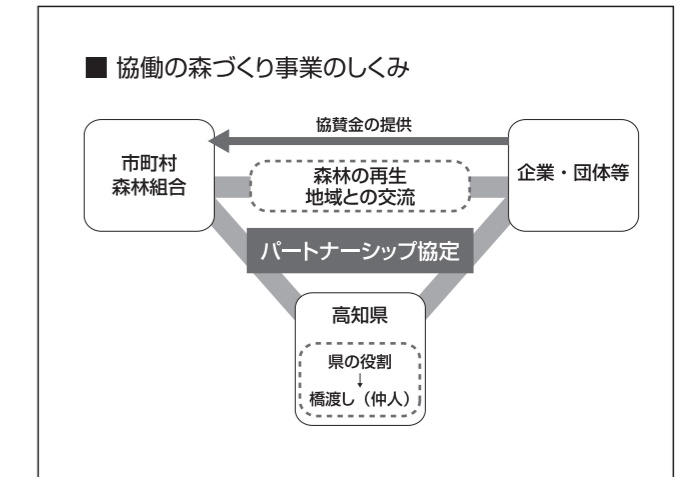 ■ 協働の森づくり事業のしくみ
協賛金の提供
市町村
森林組合
森林の再生
地域との交流
企業・団体等
パートナーシップ協定
高知県
県の役割
↓
橋渡し（仲人）